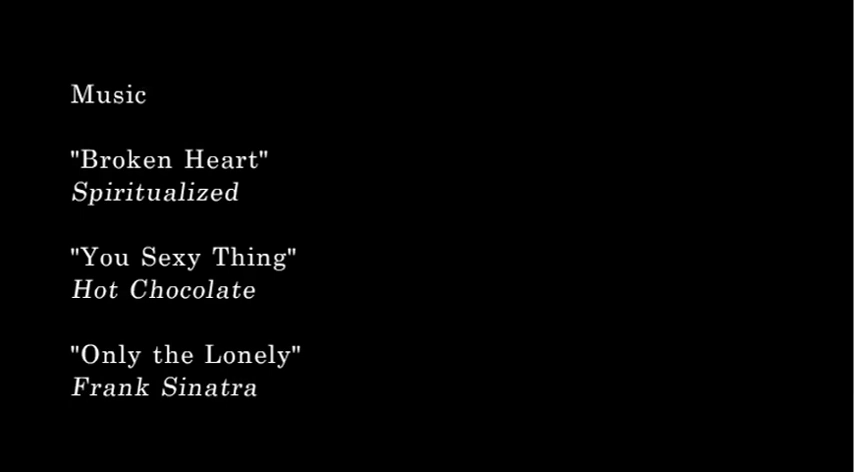 Music
"Broken Heart"
Spiritualized
"You Sexy Thing"
Hot Chocolate
"Only the Lonely"
Frank Sinatra